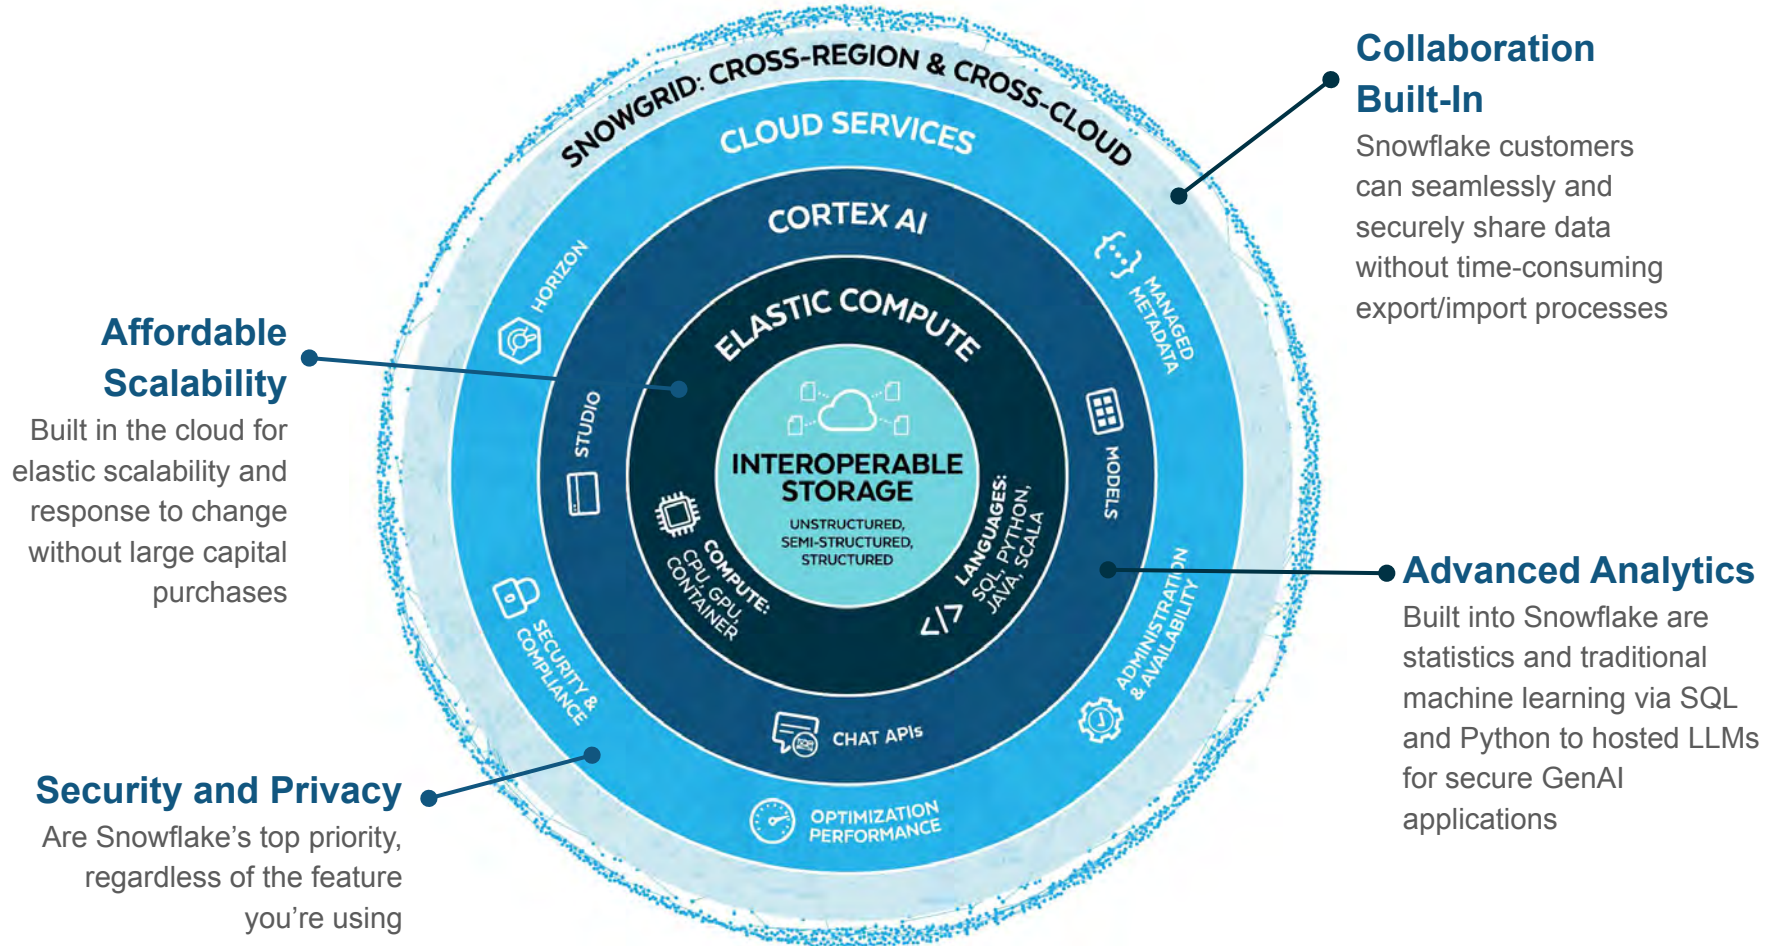 SNOWGRID: CROSS-REGION & CROSS-CLOUD
CLOUD SERVICES
HORIZON
MANAGED
METADATA
SECURITY &
COMPLIANCE
ADMINISTRATION
& AVAILABILITY
OPTIMIZATION
PERFORMANCE
CORTEX AI
STUDIO
MODELS
CHAT APIs
ELASTIC COMPUTE
COMPUTE:
CPU, GPU,
CONTAINER
LANGUAGES:
SQL, PYTHON,
JAVA, SCALA
INTEROPERABLE
STORAGE
UNSTRUCTURED,
SEMI-STRUCTURED,
STRUCTURED
Affordable
Scalability
Built in the cloud for
elastic scalability and
response to change
without large capital
purchases
Security and Privacy
Are Snowflake’s top priority,
regardless of the feature
you’re using
Collaboration
Built-In
Snowflake customers
can seamlessly and
securely share data
without time-consuming
export/import processes
Advanced Analytics
Built into Snowflake are
statistics and traditional
machine learning via SQL
and Python to hosted LLMs
for secure GenAI
applications